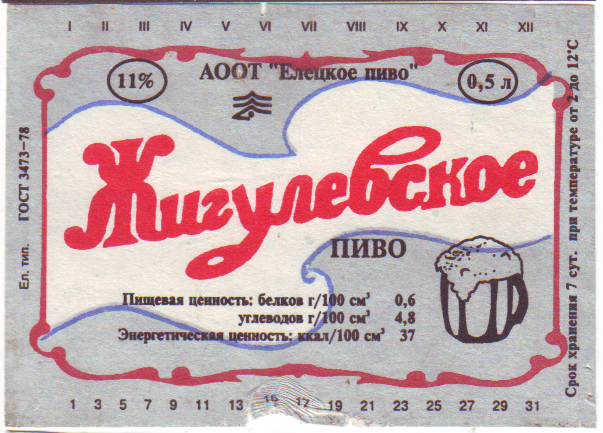 I II III IV V VI VII VIII IX X XI XII
11%
АООТ "Елецкое пиво"
0,5 л
Жигулевское
ПИВО
Пищевая ценность: белков г/100 см³ 0,6
углеводов г/100 см³ 4,8
Энергетическая ценность: ккал/100 см³ 37
1 3 5 7 9 11 13 15 17 19 21 23 25 27 29 31
Ел. тип. ГОСТ 3473-78
Срок хранения 7 сут. при температуре от 2 до 12°С